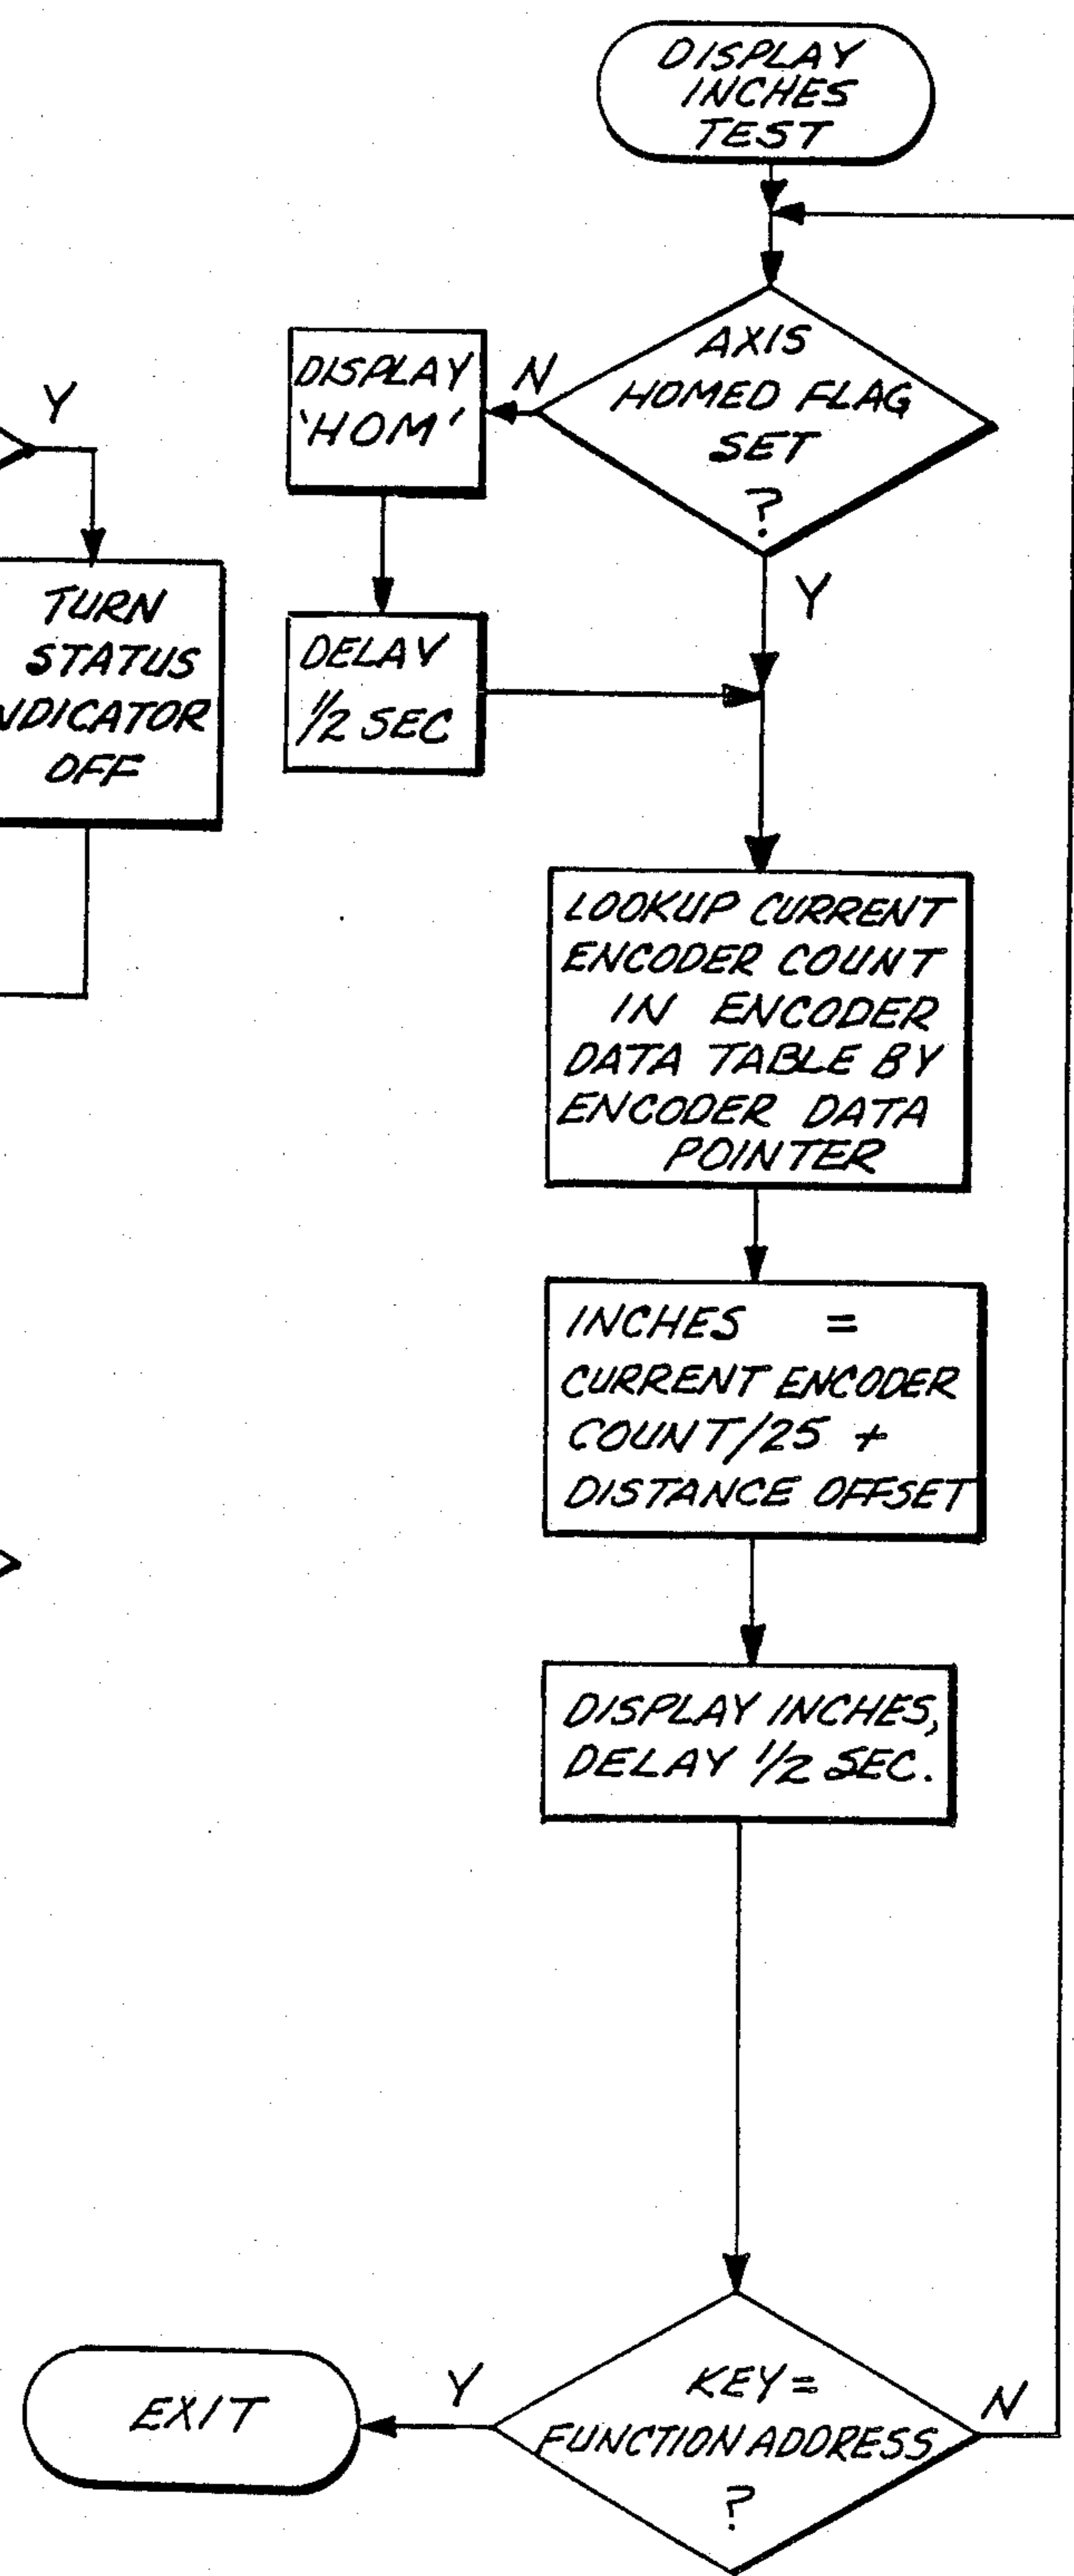 DISPLAY
INCHES
TEST
AXIS
HOMED FLAG
SET
?
N
DISPLAY
'HOM'
Y
DELAY
1/2 SEC
Y
TURN
STATUS
NDICATOR
OFF
LOOKUP CURRENT
ENCODER COUNT
IN ENCODER
DATA TABLE BY
ENCODER DATA
POINTER
INCHES =
CURRENT ENCODER
COUNT/25 +
DISTANCE OFFSET
DISPLAY INCHES,
DELAY 1/2 SEC.
KEY =
FUNCTION ADDRESS
?
Y
N
EXIT